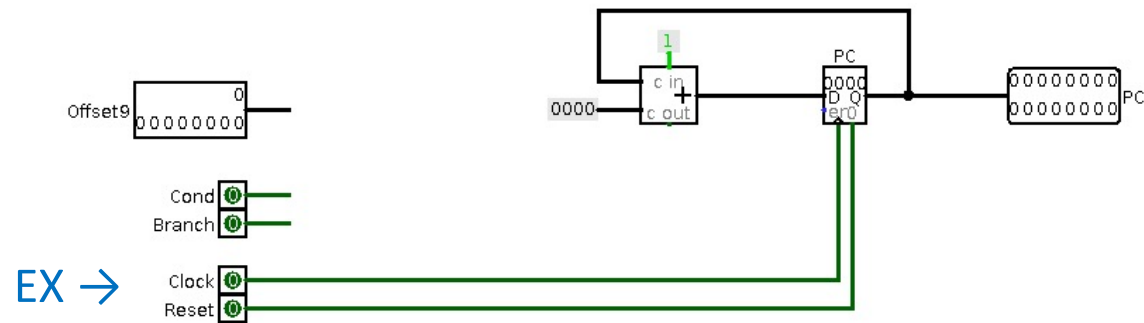 1
PC
0000
c in
+
D Q
en 0
c out
0000
Offset9
0
00000000
00000000
00000000
PC
Cond 0
Branch 0
EX → Clock 0
Reset 0